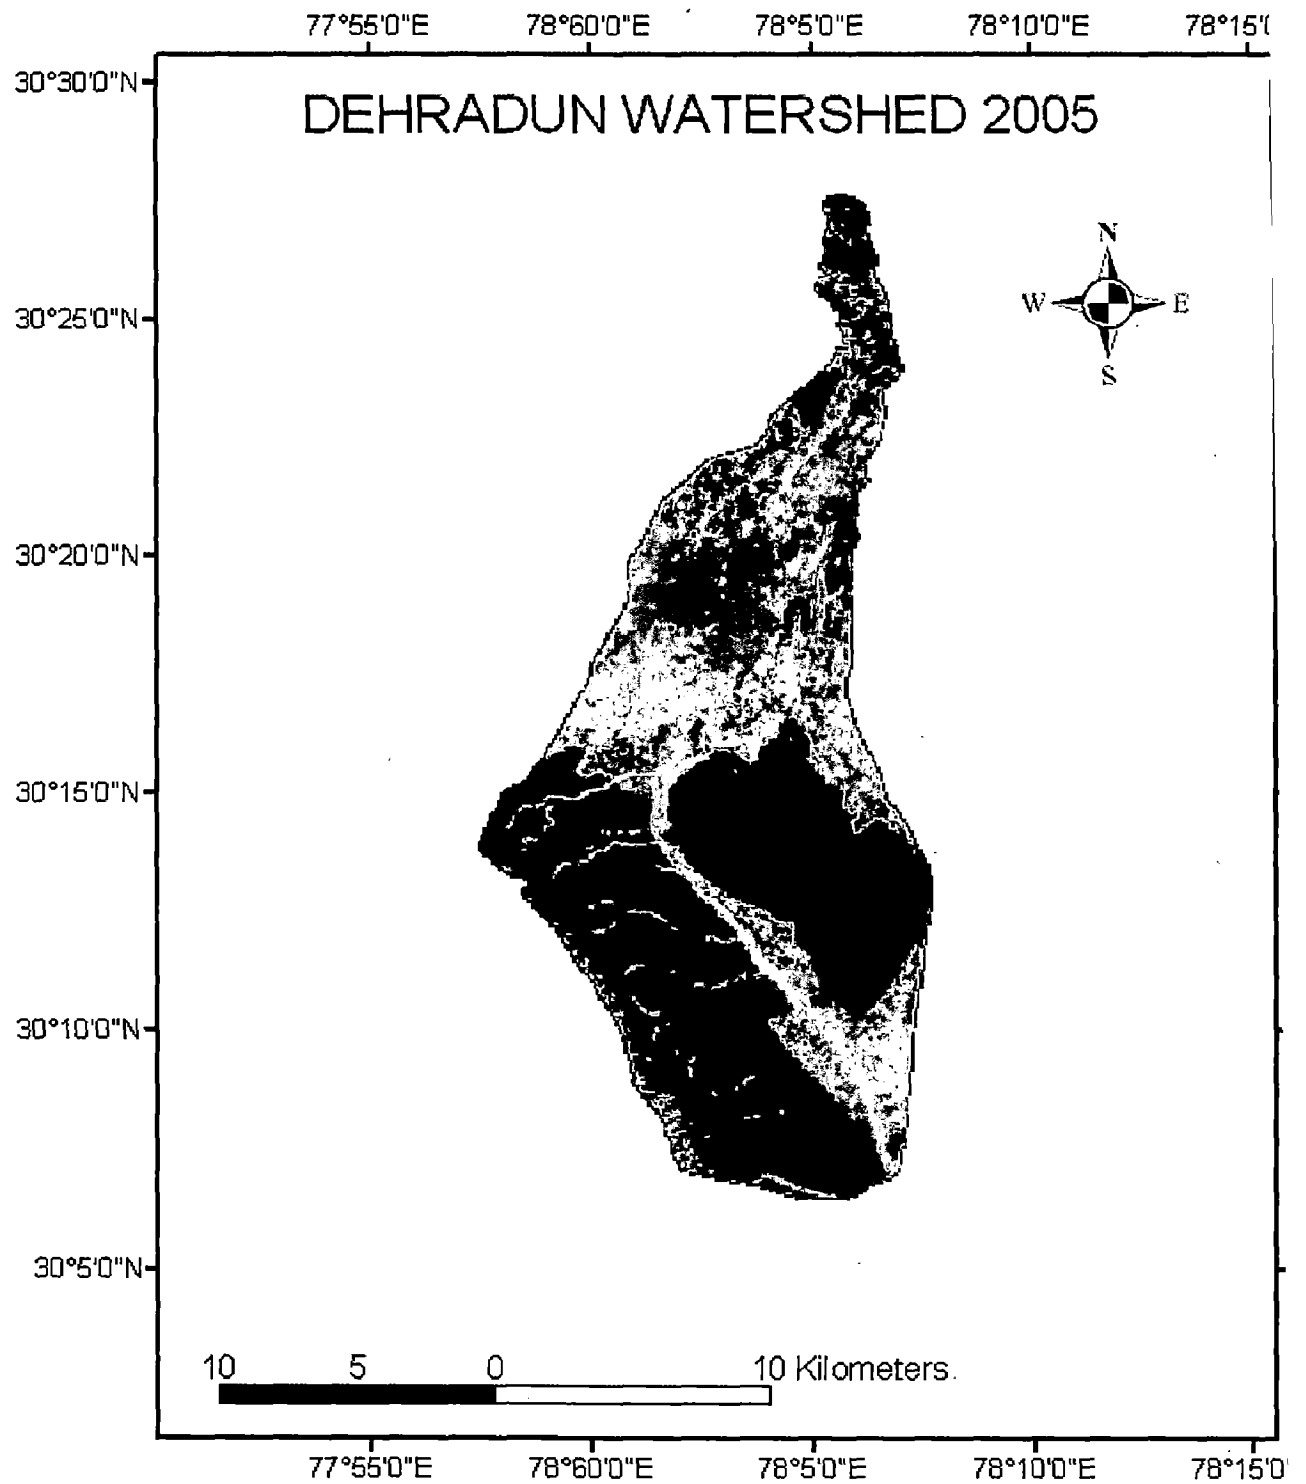 77°55'0"E 78°60'0"E 78°5'0"E 78°10'0"E 78°15'(
30°30'0"N
DEHRADUN WATERSHED 2005
N
W E
S
30°25'0"N
30°20'0"N
30°15'0"N
30°10'0"N
30°5'0"N
10 5 0 10 Kilometers
77°55'0"E 78°60'0"E 78°5'0"E 78°10'0"E 78°15'0'